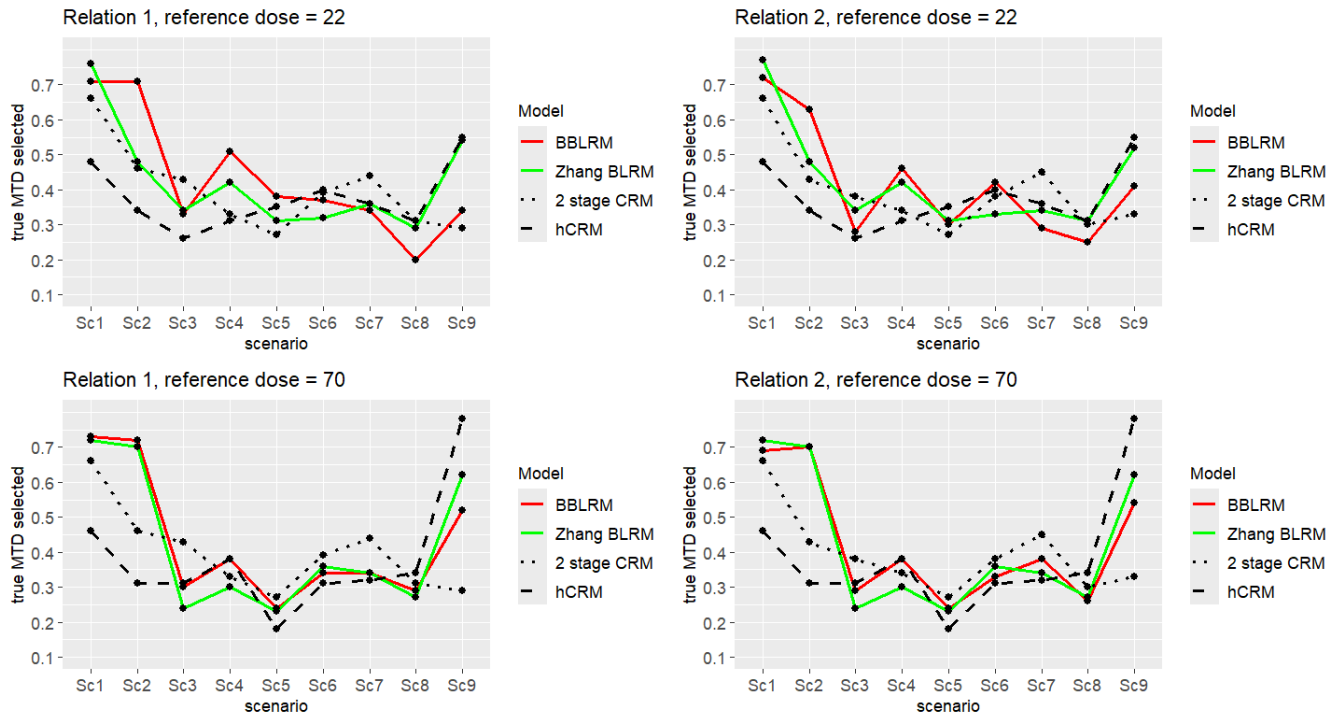 Relation 1, reference dose = 22
true MTD selected
0.7
0.6
0.5
0.4
0.3
0.2
0.1
Sc1 Sc2 Sc3 Sc4 Sc5 Sc6 Sc7 Sc8 Sc9
scenario
Model
BBLRM
Zhang BLRM
2 stage CRM
hCRM
Relation 2, reference dose = 22
true MTD selected
0.7
0.6
0.5
0.4
0.3
0.2
0.1
Sc1 Sc2 Sc3 Sc4 Sc5 Sc6 Sc7 Sc8 Sc9
scenario
Model
BBLRM
Zhang BLRM
2 stage CRM
hCRM
Relation 1, reference dose = 70
true MTD selected
0.7
0.6
0.5
0.4
0.3
0.2
0.1
Sc1 Sc2 Sc3 Sc4 Sc5 Sc6 Sc7 Sc8 Sc9
scenario
Model
BBLRM
Zhang BLRM
2 stage CRM
hCRM
Relation 2, reference dose = 70
true MTD selected
0.7
0.6
0.5
0.4
0.3
0.2
0.1
Sc1 Sc2 Sc3 Sc4 Sc5 Sc6 Sc7 Sc8 Sc9
scenario
Model
BBLRM
Zhang BLRM
2 stage CRM
hCRM